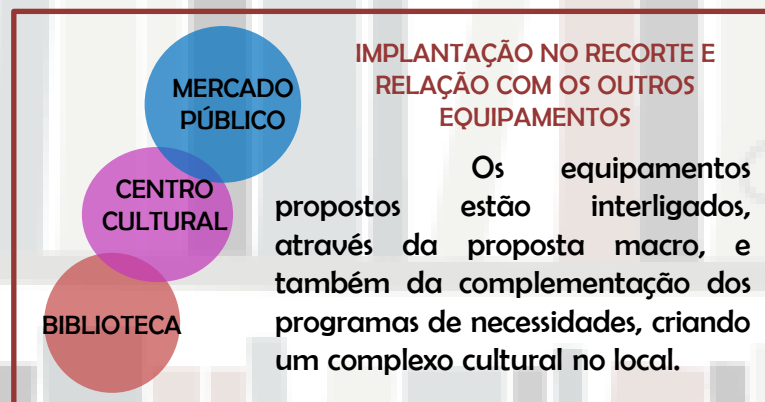 MERCADO
PÚBLICO
CENTRO
CULTURAL
BIBLIOTECA
IMPLANTAÇÃO NO RECORTE E
RELAÇÃO COM OS OUTROS
EQUIPAMENTOS
Os equipamentos
propostos estão interligados,
através da proposta macro, e
também da complementação dos
programas de necessidades, criando
um complexo cultural no local.